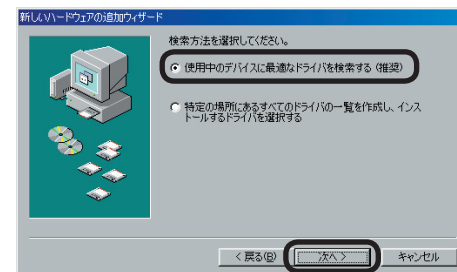 新しいハードウェアの追加ウィザード
検索方法を選択してください。
使用中のデバイスに最適なドライバを検索する (推奨)
特定の場所にあるすべてのドライバの一覧を作成し、インス
トールするドライバを選択する
< 戻る(B)
次へ >
キャンセル